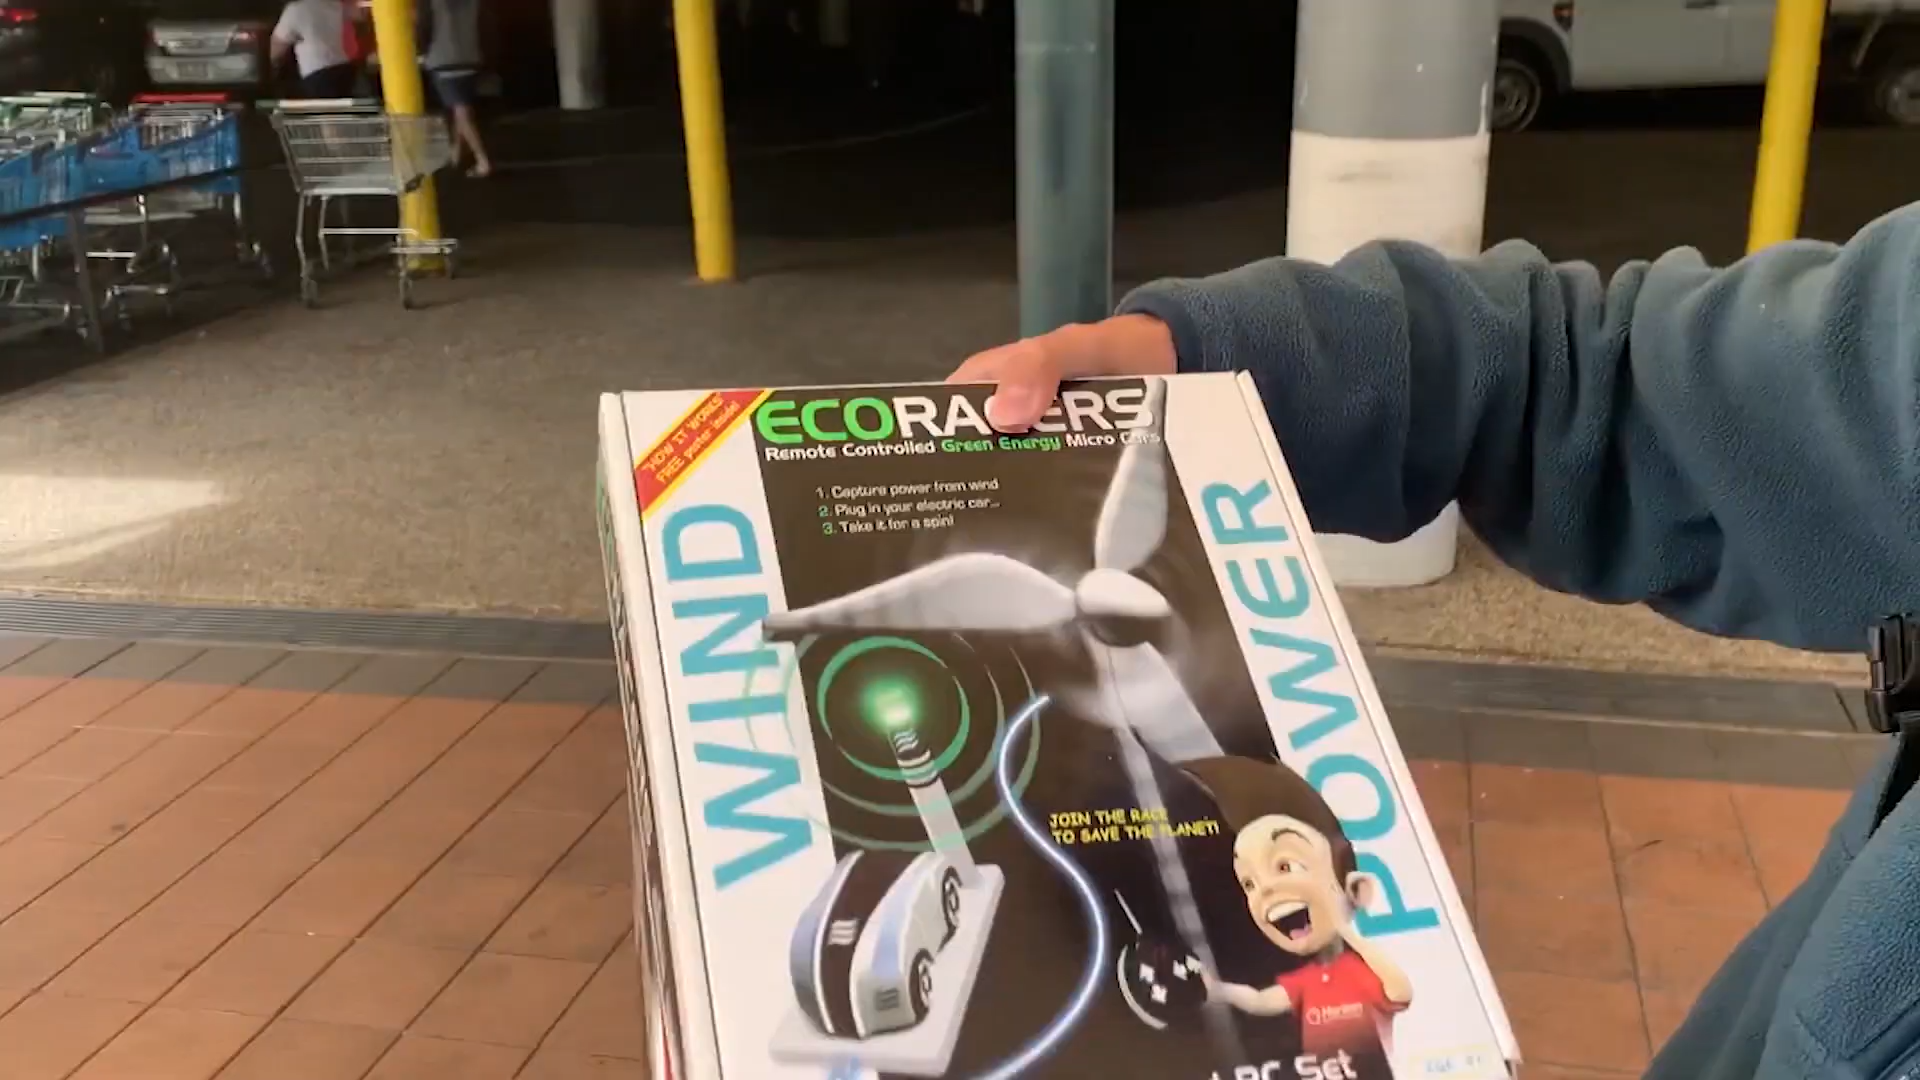 "HOW IT WORKS"
FREE poster inside!
ECORACERS
Remote Controlled Green Energy Micro Cars
1. Capture power from wind
2. Plug in your electric car...
3. Take it for a spin!
WIND
POWER
JOIN THE RACE
TO SAVE THE PLANET!
Horizon
RC Set